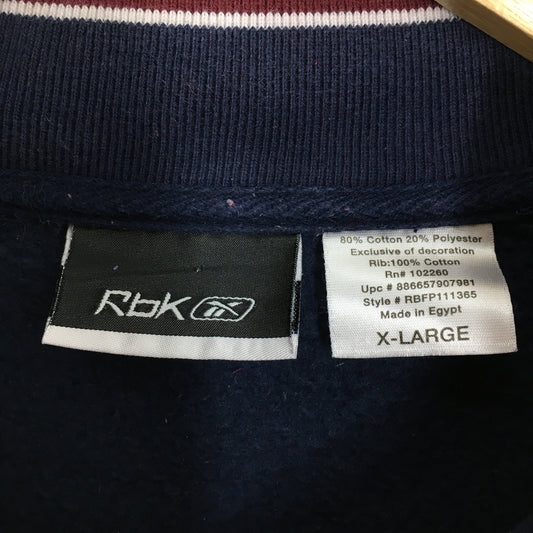 Rbk
80% Cotton 20% Polyester
Exclusive of decoration
Rib:100% Cotton
Rn# 102260
Upc # 886657907981
Style # RBFP111365
Made in Egypt
X-LARGE